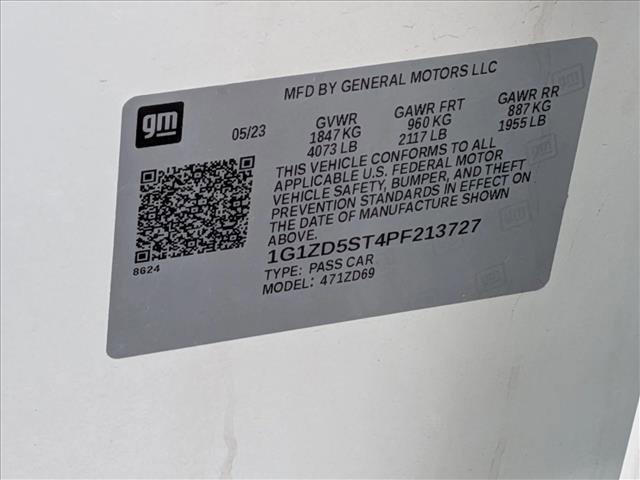 MFD BY GENERAL MOTORS LLC
gm
05/23
GVWR GAWR FRT GAWR RR
1847 KG 960 KG 887 KG
4073 LB 2117 LB 1955 LB
THIS VEHICLE CONFORMS TO ALL
APPLICABLE U.S. FEDERAL MOTOR
VEHICLE SAFETY, BUMPER, AND THEFT
PREVENTION STANDARDS IN EFFECT ON
THE DATE OF MANUFACTURE SHOWN
ABOVE.
1G1ZD5ST4PF213727
8624
TYPE: PASS CAR
MODEL: 471ZD69